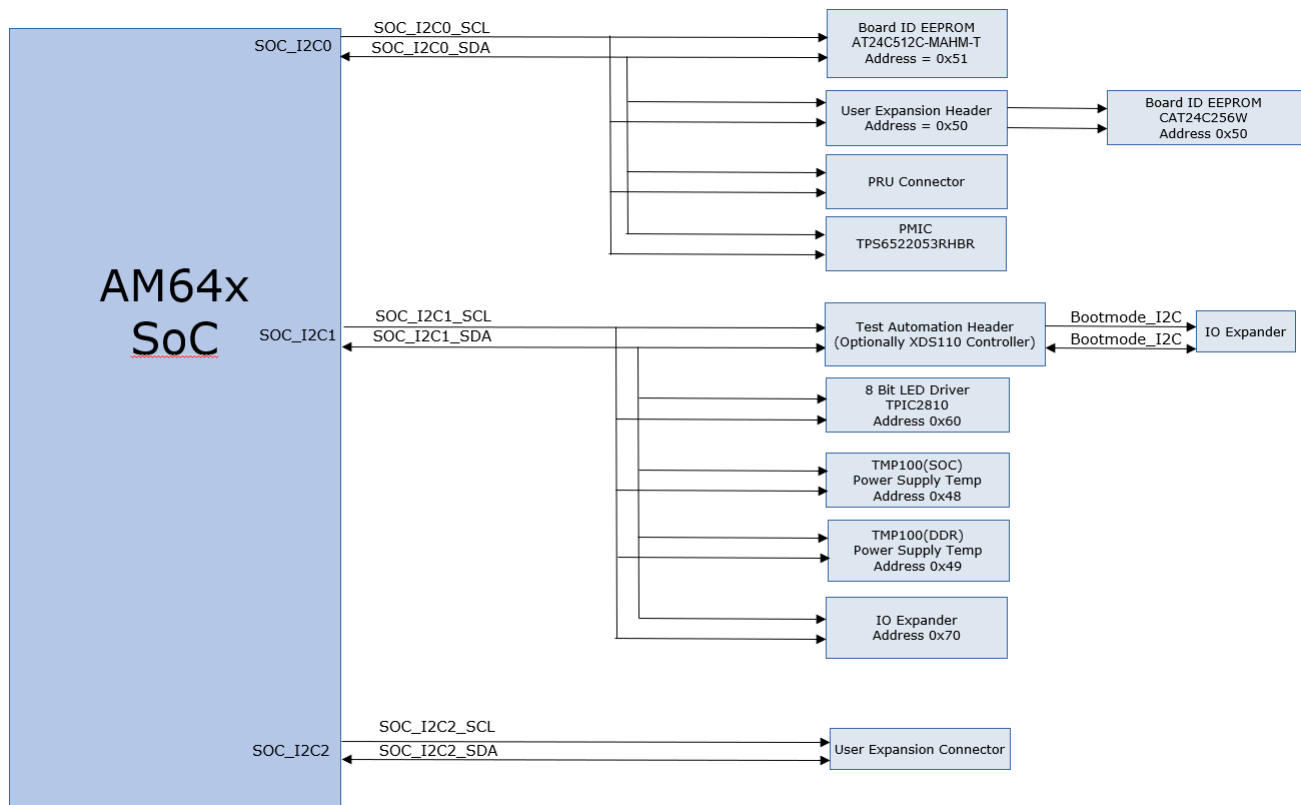 AM64x
SoC
SOC_I2C0
SOC_I2C0_SCL
SOC_I2C0_SDA
Board ID EEPROM
AT24C512C-MAHM-T
Address = 0x51
User Expansion Header
Address = 0x50
Board ID EEPROM
CAT24C256W
Address 0x50
PRU Connector
PMIC
TPS6522053RHBR
SOC_I2C1
SOC_I2C1_SCL
SOC_I2C1_SDA
Test Automation Header
(Optionally XDS110 Controller)
Bootmode_I2C
Bootmode_I2C
IO Expander
8 Bit LED Driver
TPIC2810
Address 0x60
TMP100(SOC)
Power Supply Temp
Address 0x48
TMP100(DDR)
Power Supply Temp
Address 0x49
IO Expander
Address 0x70
SOC_I2C2
SOC_I2C2_SCL
SOC_I2C2_SDA
User Expansion Connector